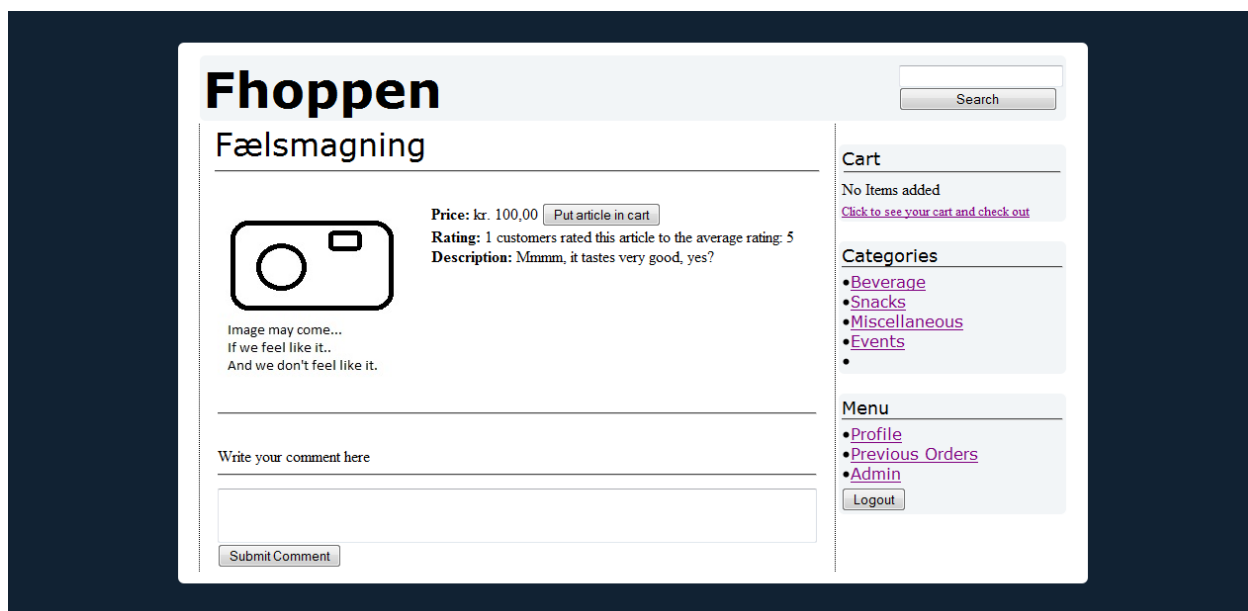 Fhoppen
Search
Fælsmagning
Price: kr. 100,00 Put article in cart
Rating: 1 customers rated this article to the average rating: 5
Description: Mmmm, it tastes very good, yes?
Image may come...
If we feel like it..
And we don't feel like it.
Write your comment here
Submit Comment
Cart
No Items added
Click to see your cart and check out
Categories
•Beverage
•Snacks
•Miscellaneous
•Events
•
Menu
•Profile
•Previous Orders
•Admin
Logout